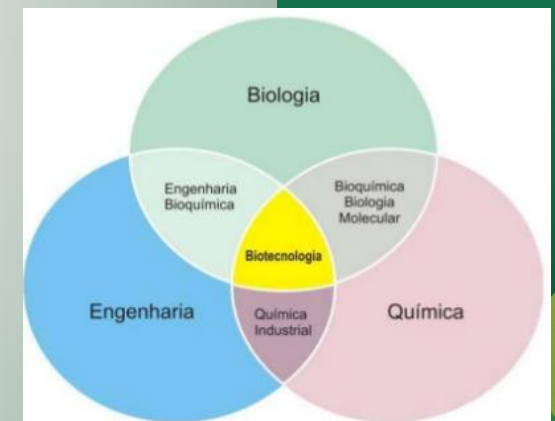 Biologia
Engenharia
Bioquímica
Bioquímica
Biologia
Molecular
Biotecnologia
Engenharia
Química
Industrial
Química